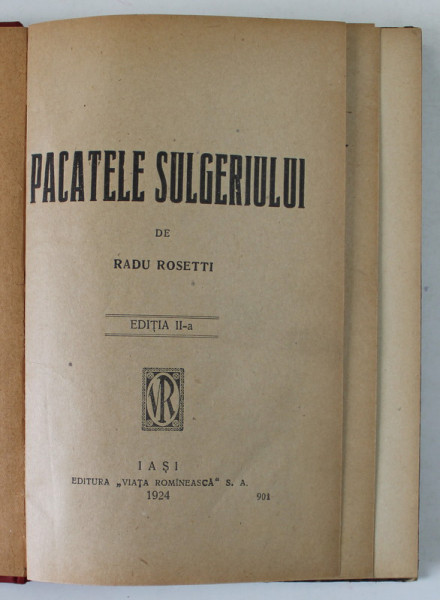 PACATELE SULGERIULUI
DE
RADU ROSETTI
EDIȚIA II-a
VR
IAȘI
EDITURA „VIAȚA ROMÎNEASCĂ“ S. A.
1924 901